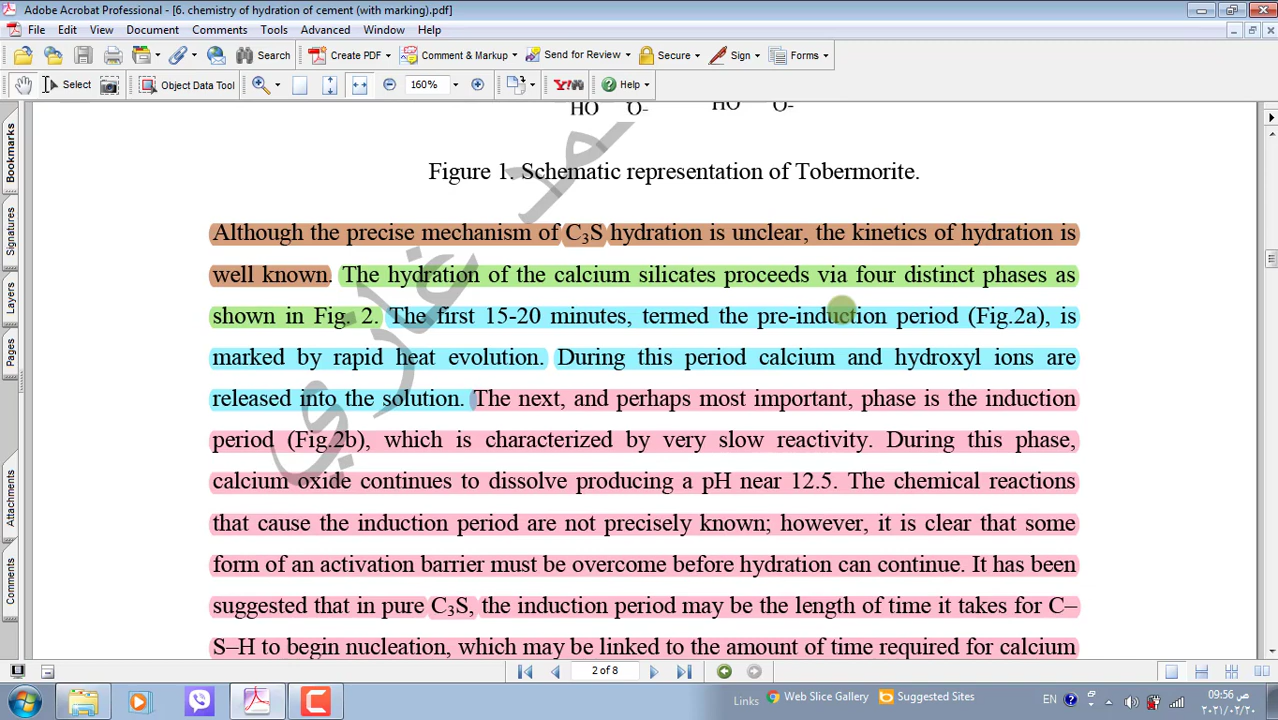 Adobe Acrobat Professional - [6. chemistry of hydration of cement (with marking).pdf]
File Edit View Document Comments Tools Advanced Window Help
Search Create PDF Comment & Markup Send for Review Secure Sign Forms
Select Object Data Tool 160% Y! Help
HO O- HO O-
Figure 1. Schematic representation of Tobermorite.
Although the precise mechanism of C₃S hydration is unclear, the kinetics of hydration is
well known. The hydration of the calcium silicates proceeds via four distinct phases as
shown in Fig. 2. The first 15-20 minutes, termed the pre-induction period (Fig.2a), is
marked by rapid heat evolution. During this period calcium and hydroxyl ions are
released into the solution. The next, and perhaps most important, phase is the induction
period (Fig.2b), which is characterized by very slow reactivity. During this phase,
calcium oxide continues to dissolve producing a pH near 12.5. The chemical reactions
that cause the induction period are not precisely known; however, it is clear that some
form of an activation barrier must be overcome before hydration can continue. It has been
suggested that in pure C₃S, the induction period may be the length of time it takes for C–
S–H to begin nucleation, which may be linked to the amount of time required for calcium
Bookmarks
Signatures
Layers
Pages
Attachments
Comments
2 of 8
Links Web Slice Gallery Suggested Sites EN 09:56 ص
٢٠٢١/٠٢/٢٠